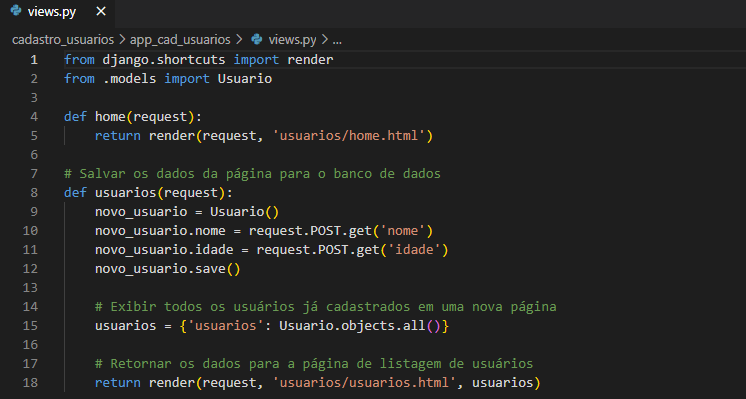 views.py ×
cadastro_usuarios > app_cad_usuarios > views.py > ...
1 from django.shortcuts import render
2 from .models import Usuario
3
4 def home(request):
5     return render(request, 'usuarios/home.html')
6
7 # Salvar os dados da página para o banco de dados
8 def usuarios(request):
9     novo_usuario = Usuario()
10     novo_usuario.nome = request.POST.get('nome')
11     novo_usuario.idade = request.POST.get('idade')
12     novo_usuario.save()
13
14     # Exibir todos os usuários já cadastrados em uma nova página
15     usuarios = {'usuarios': Usuario.objects.all()}
16
17     # Retornar os dados para a página de listagem de usuários
18     return render(request, 'usuarios/usuarios.html', usuarios)